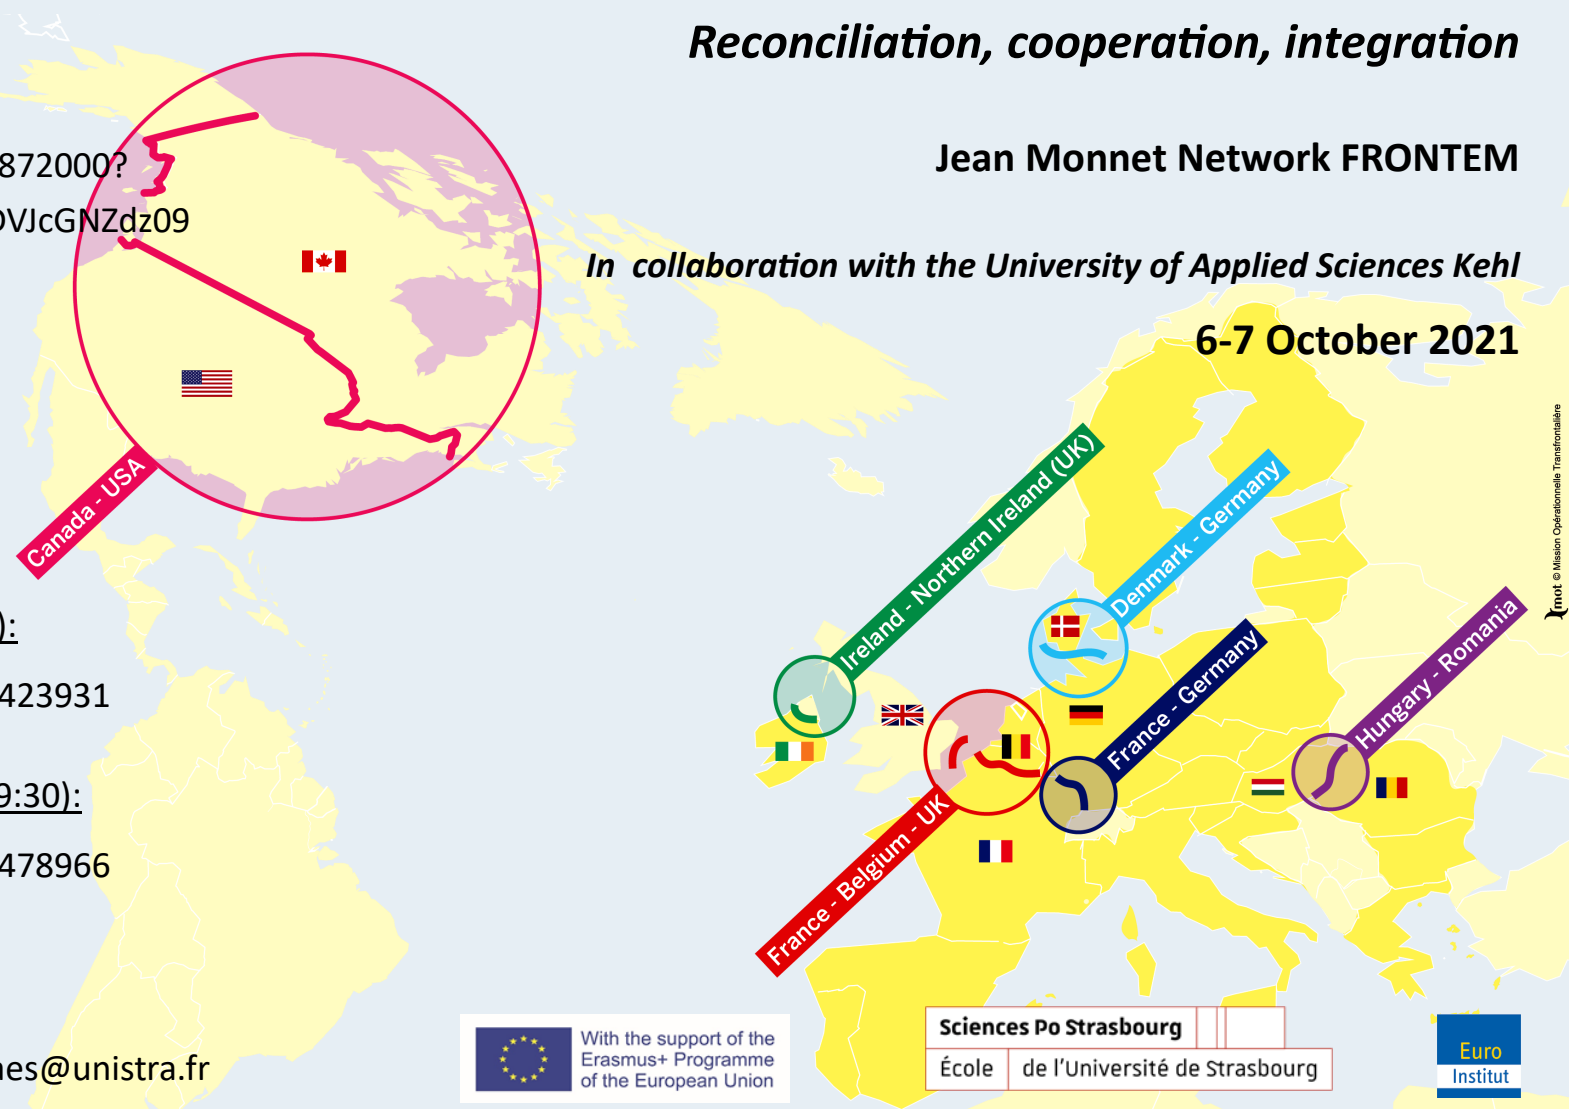 Reconciliation, cooperation, integration
Jean Monnet Network FRONTEM
In collaboration with the University of Applied Sciences Kehl
6-7 October 2021
872000?
VJcGNZdz09
):
423931
9:30):
478966
nes@unistra.fr
Canada - USA
Ireland - Northern Ireland (UK)
Denmark - Germany
France - Germany
Hungary - Romania
France - Belgium - UK
mot © Mission Opérationnelle Transfrontalière
With the support of the
Erasmus+ Programme
of the European Union
Sciences Po Strasbourg
École de l'Université de Strasbourg
Euro
Institut